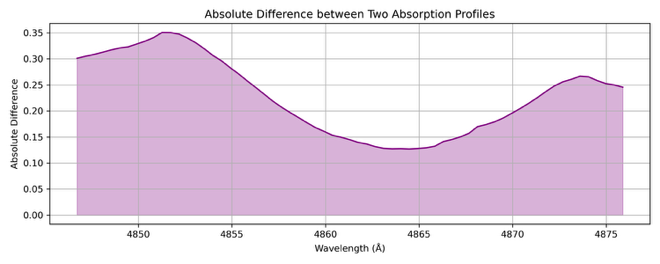 Absolute Difference between Two Absorption Profiles
Absolute Difference
0.35
0.30
0.25
0.20
0.15
0.10
0.05
0.00
4850 4855 4860 4865 4870 4875
Wavelength (Å)